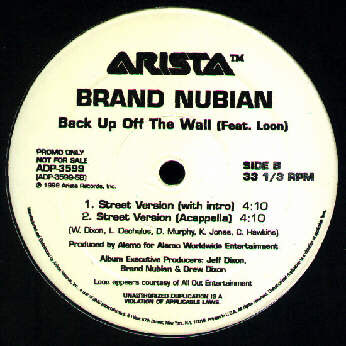 ARISTA™
BRAND NUBIAN
Back Up Off The Wall (Feat. Loon)
PROMO ONLY
NOT FOR SALE
ADP-3599
(ADP-3599-SB)
℗ 1998 Arista Records, Inc.
SIDE B
33 1/3 RPM
1. Street Version (with intro) 4:10
2. Street Version (Acappella) 4:10
(W. Dixon, L. Dechalus, D. Murphy, K. Jones, C. Hawkins)
Produced by Alamo for Alamo Worldwide Entertainment
Album Executive Producers: Jeff Dixon,
Brand Nubian & Drew Dixon
Loon appears courtesy of All Out Entertainment
UNAUTHORIZED DUPLICATION IS A
VIOLATION OF APPLICABLE LAWS.